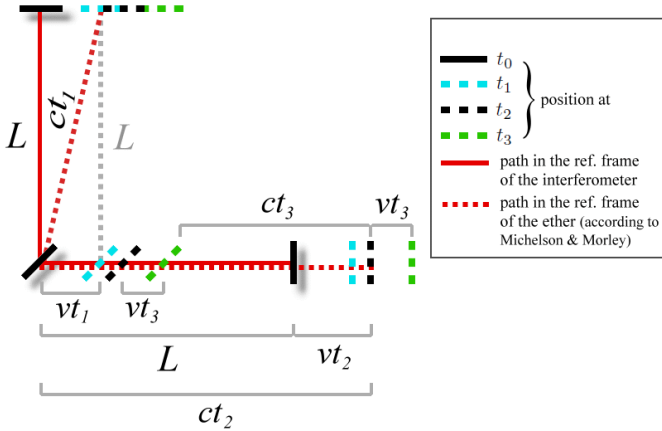 t₀
t₁
t₂
t₃
position at
path in the ref. frame
of the interferometer
path in the ref. frame
of the ether (according to
Michelson & Morley)
ct₁
L
L
ct₃
vt₃
vt₁
vt₃
L
vt₂
ct₂